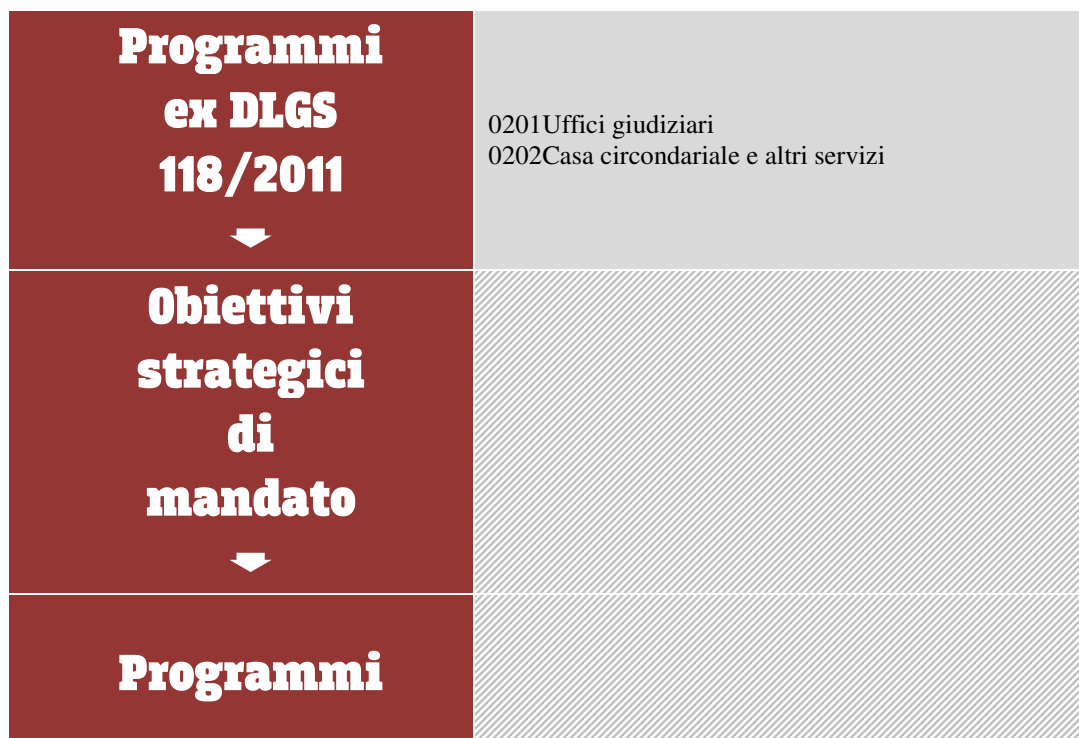 Programmi
ex DLGS
118/2011
0201Uffici giudiziari
0202Casa circondariale e altri servizi
Obiettivi
strategici
di
mandato
Programmi